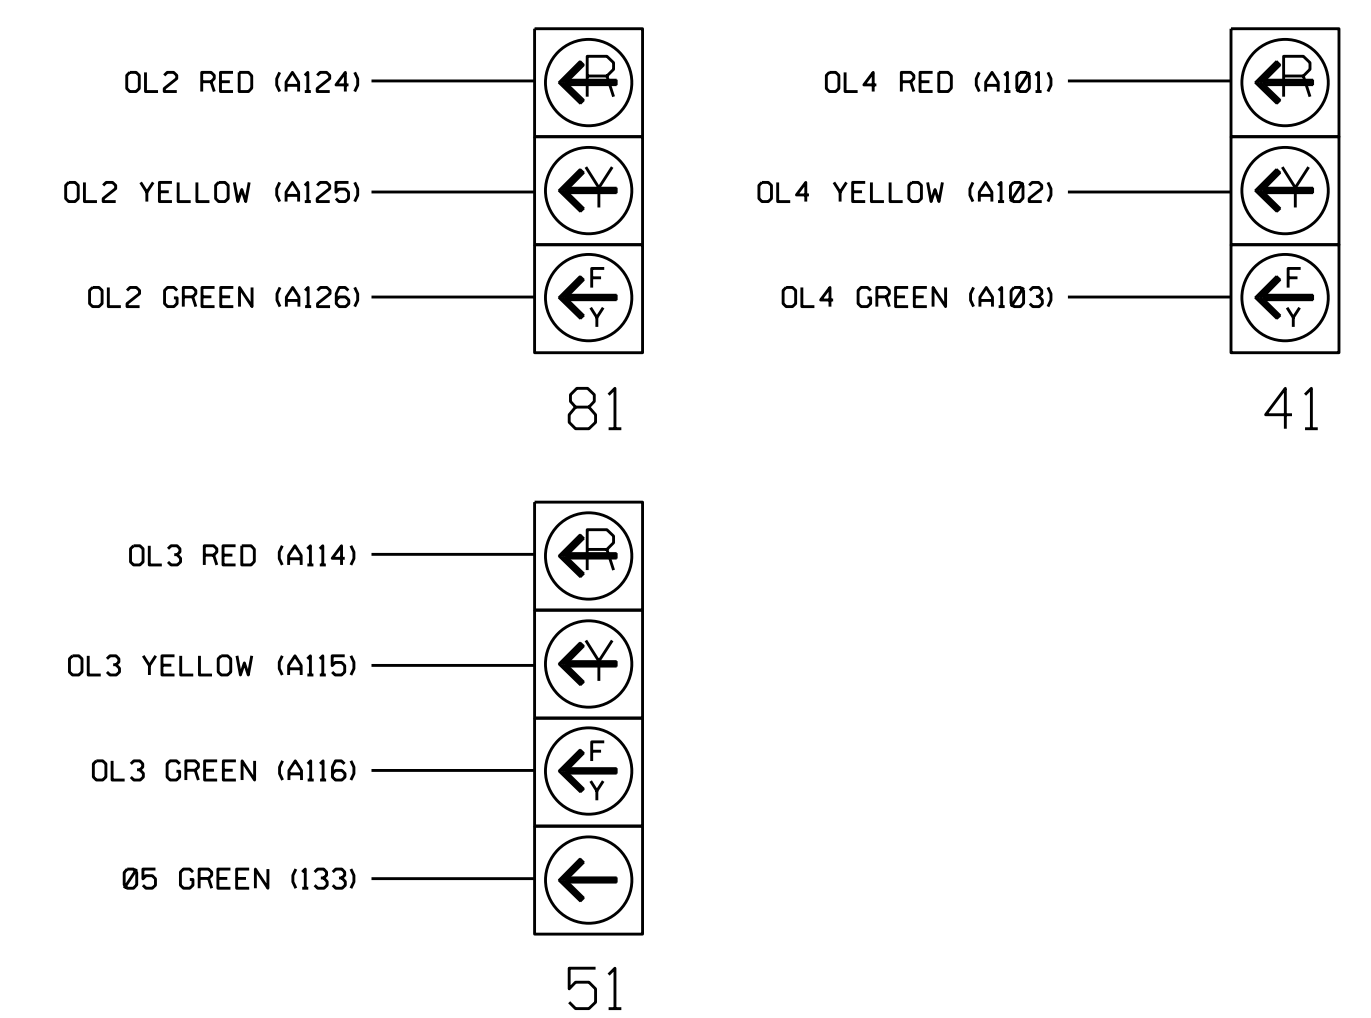 OL2 RED (A124)
R
OL2 YELLOW (A125)
Y
OL2 GREEN (A126)
F
Y
81
OL4 RED (A101)
R
OL4 YELLOW (A102)
Y
OL4 GREEN (A103)
F
Y
41
OL3 RED (A114)
R
OL3 YELLOW (A115)
Y
OL3 GREEN (A116)
F
Y
Ø5 GREEN (133)
51